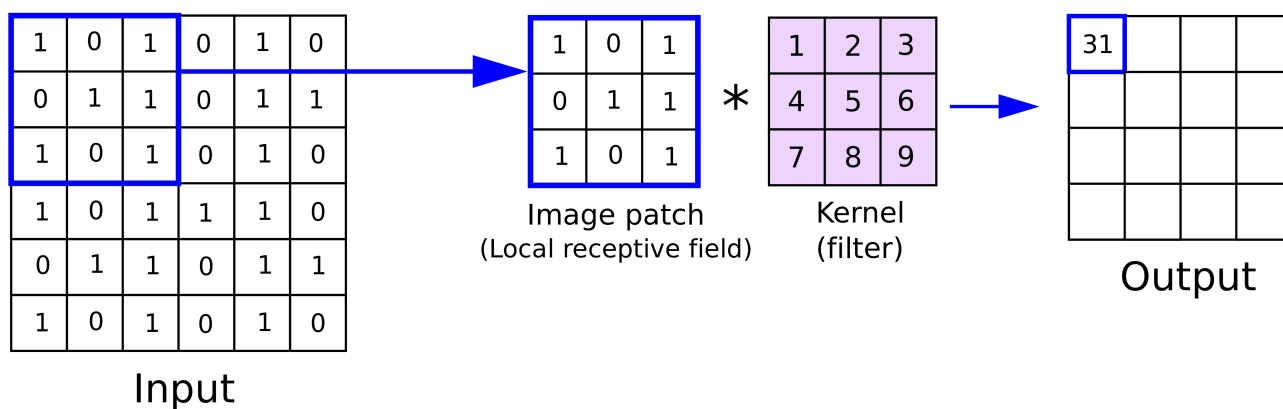 1 0 1 0 1 0
0 1 1 0 1 1
1 0 1 0 1 0
1 0 1 1 1 0
0 1 1 0 1 1
1 0 1 0 1 0
Input
1 0 1
0 1 1
1 0 1
Image patch
(Local receptive field)
*
1 2 3
4 5 6
7 8 9
Kernel
(filter)
31
Output